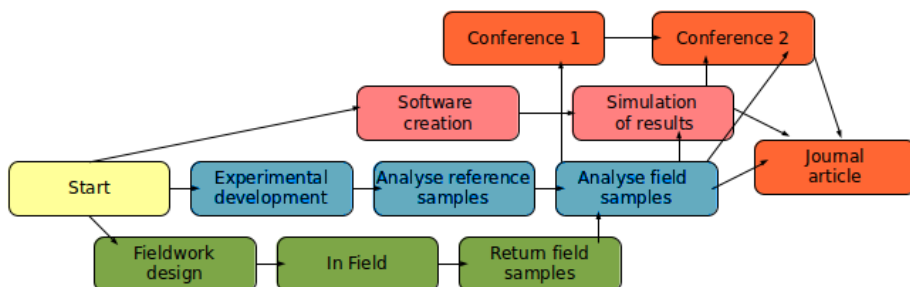 Conference 1
Conference 2
Software
creation
Simulation
of results
Start
Experimental
development
Analyse reference
samples
Analyse field
samples
Journal
article
Fieldwork
design
In Field
Return field
samples